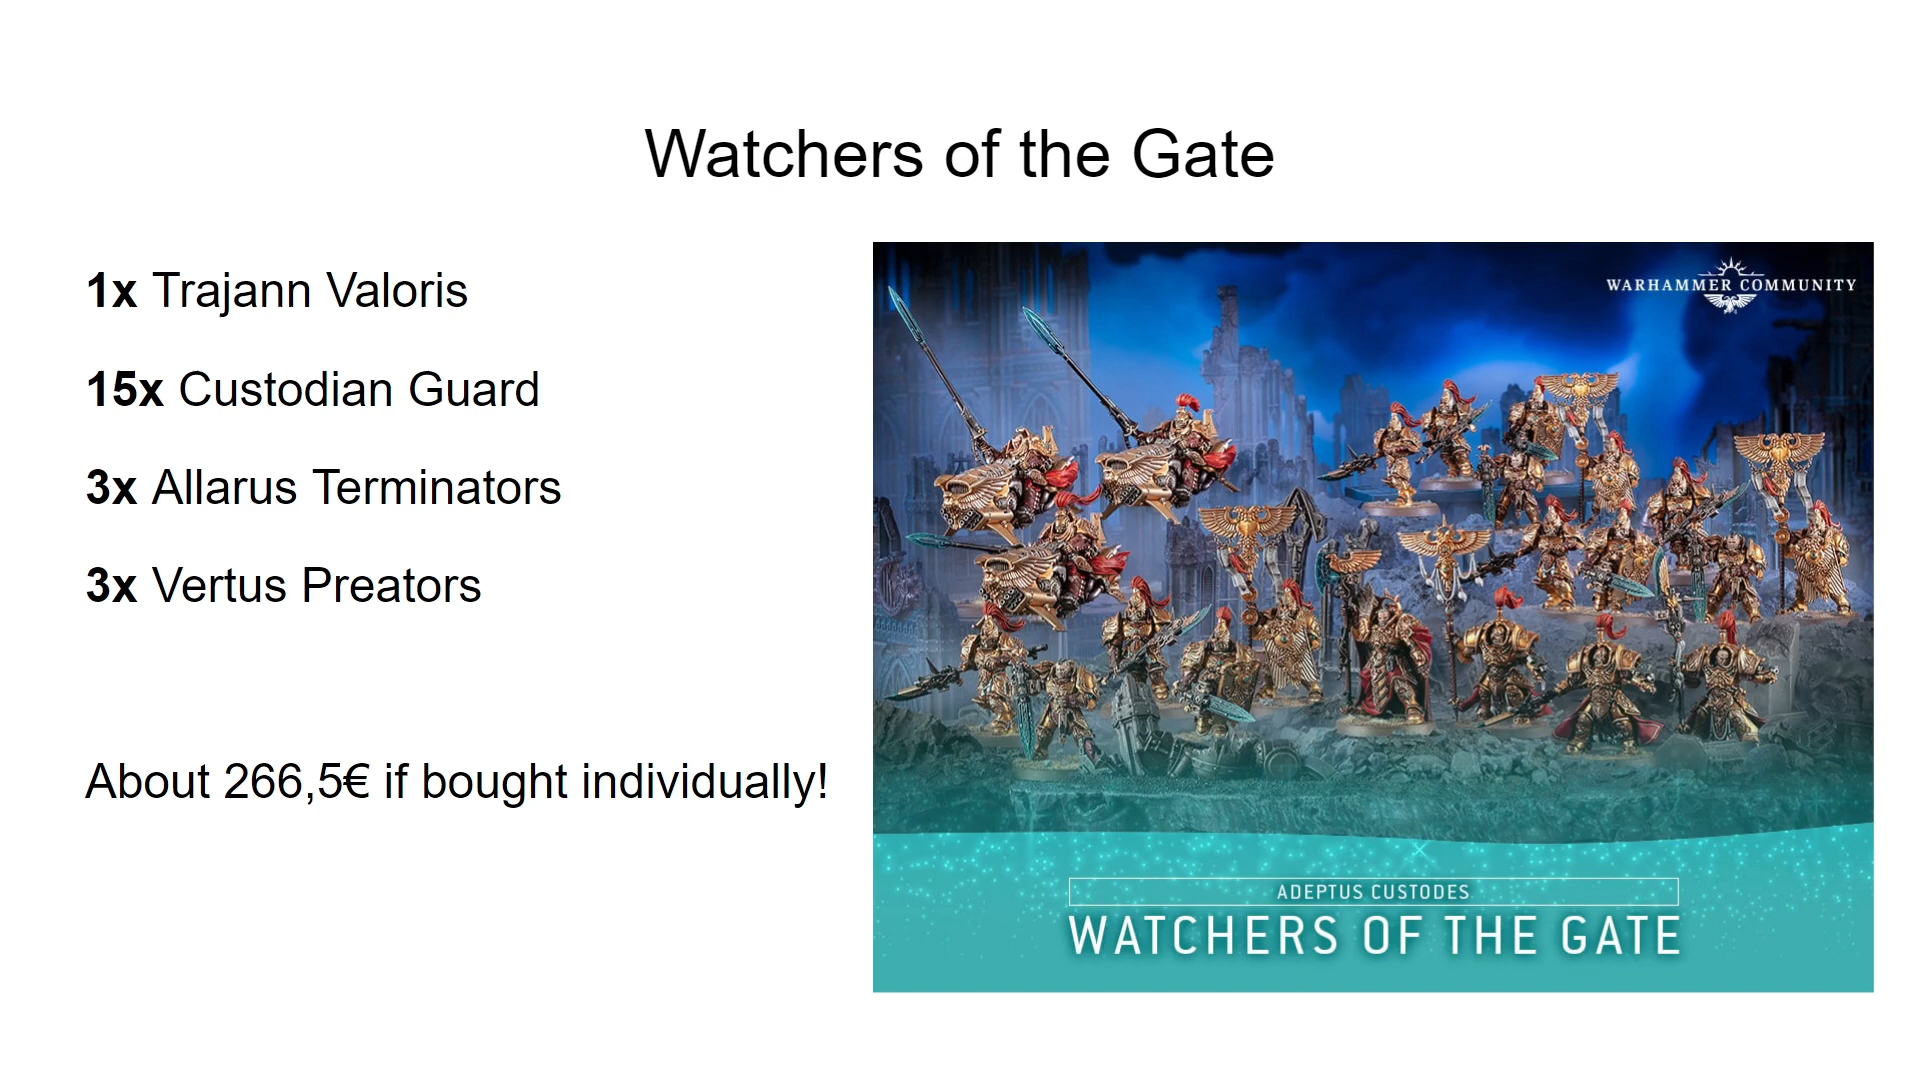 Watchers of the Gate
1x Trajann Valoris
15x Custodian Guard
3x Allarus Terminators
3x Vertus Preators
About 266,5€ if bought individually!
WARHAMMER COMMUNITY
ADEPTUS CUSTODES
WATCHERS OF THE GATE